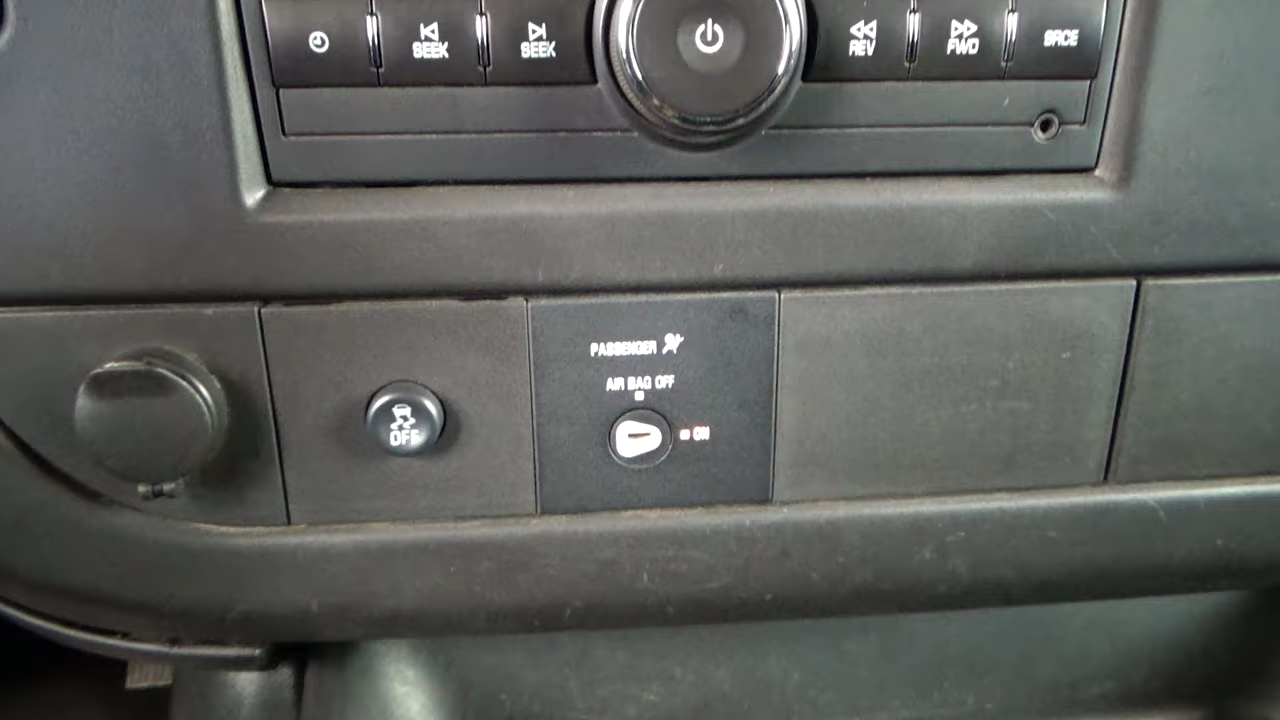 SEEK
SEEK
REV
FWD
SRCE
OFF
PASSENGER
AIR BAG OFF
ON